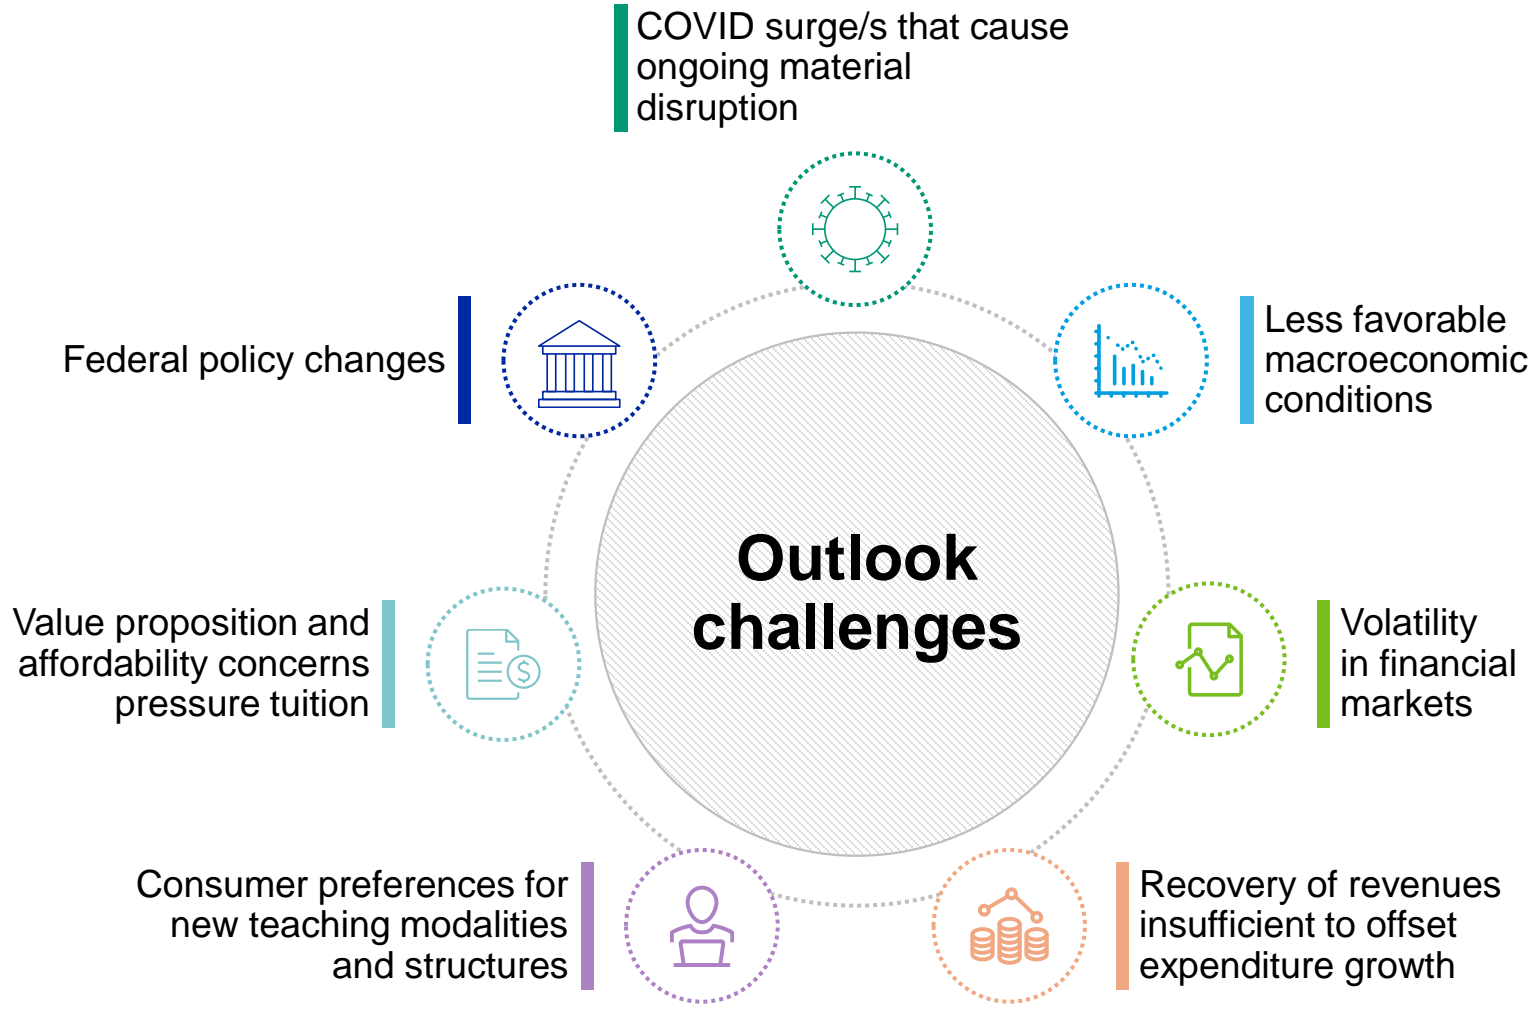 COVID surge/s that cause
ongoing material
disruption
Federal policy changes
Less favorable
macroeconomic
conditions
Outlook
challenges
Value proposition and
affordability concerns
pressure tuition
$
Volatility
in financial
markets
Consumer preferences for
new teaching modalities
and structures
Recovery of revenues
insufficient to offset
expenditure growth